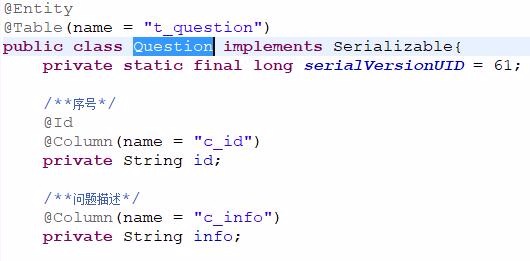 @Entity
@Table(name = "t_question")
public class Question implements Serializable{
private static final long serialVersionUID = 61;
/**序号*/
@Id
@Column(name = "c_id")
private String id;
/**问题描述*/
@Column(name = "c_info")
private String info;